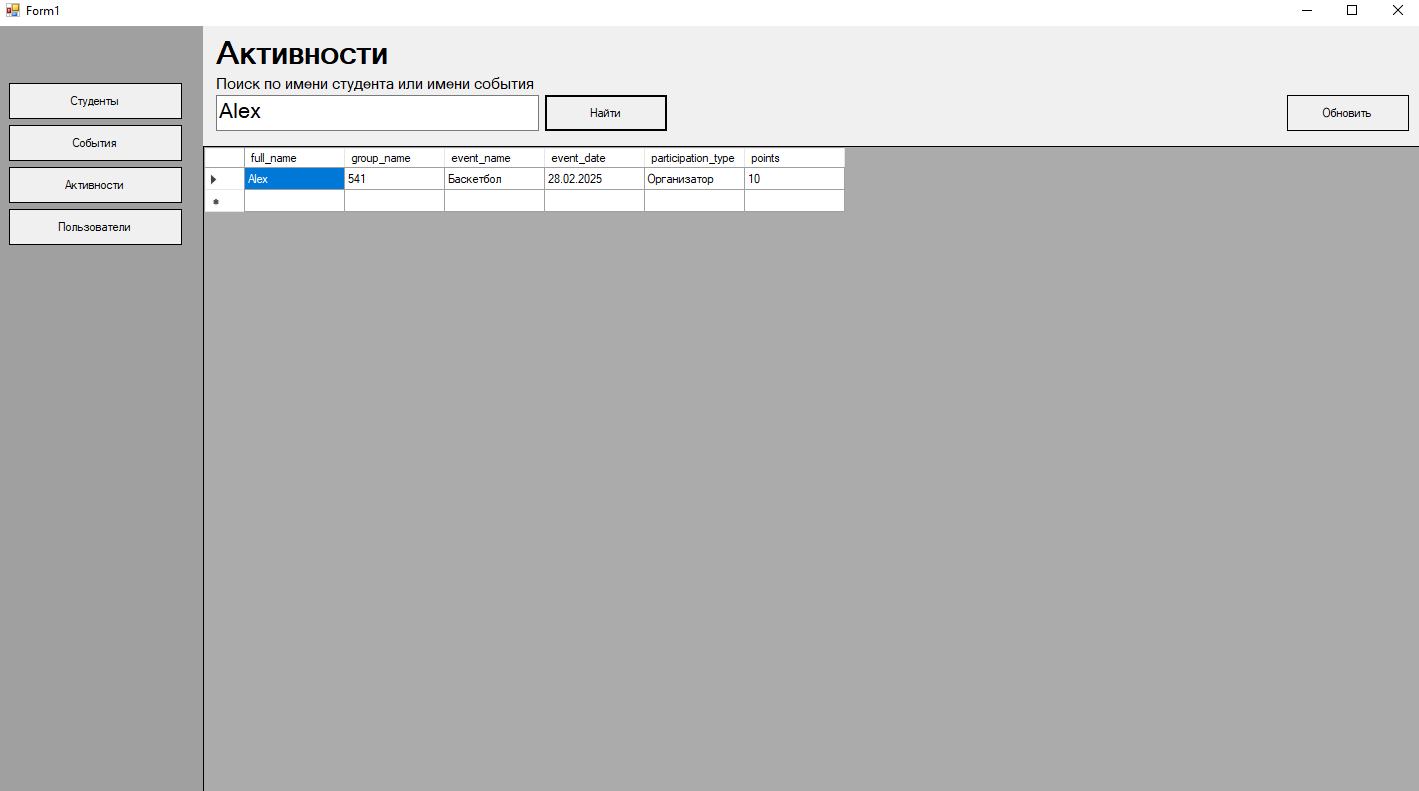 Form1
Студенты
События
Активности
Пользователи
Активности
Поиск по имени студента или имени события
Alex
Найти
Обновить
full_name group_name event_name event_date participation_type points
Alex 541 Баскетбол 28.02.2025 Организатор 10